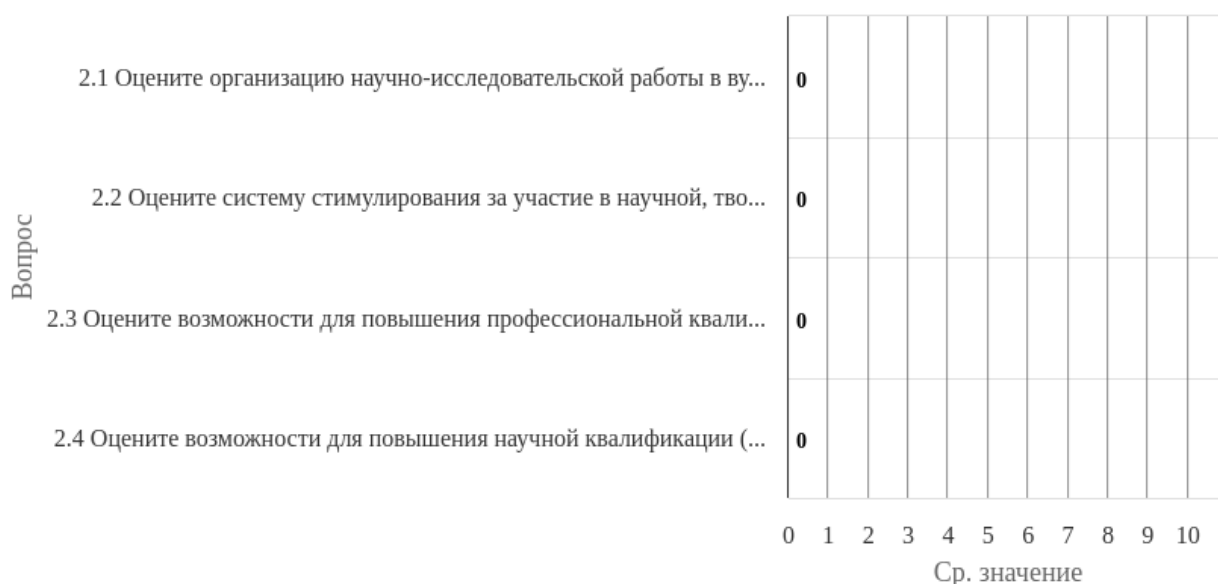 2.1 Оцените организацию научно-исследовательской работы в ву... 0
2.2 Оцените систему стимулирования за участие в научной, тво... 0
Вопрос
2.3 Оцените возможности для повышения профессиональной квали... 0
2.4 Оцените возможности для повышения научной квалификации (... 0
0 1 2 3 4 5 6 7 8 9 10
Ср. значение